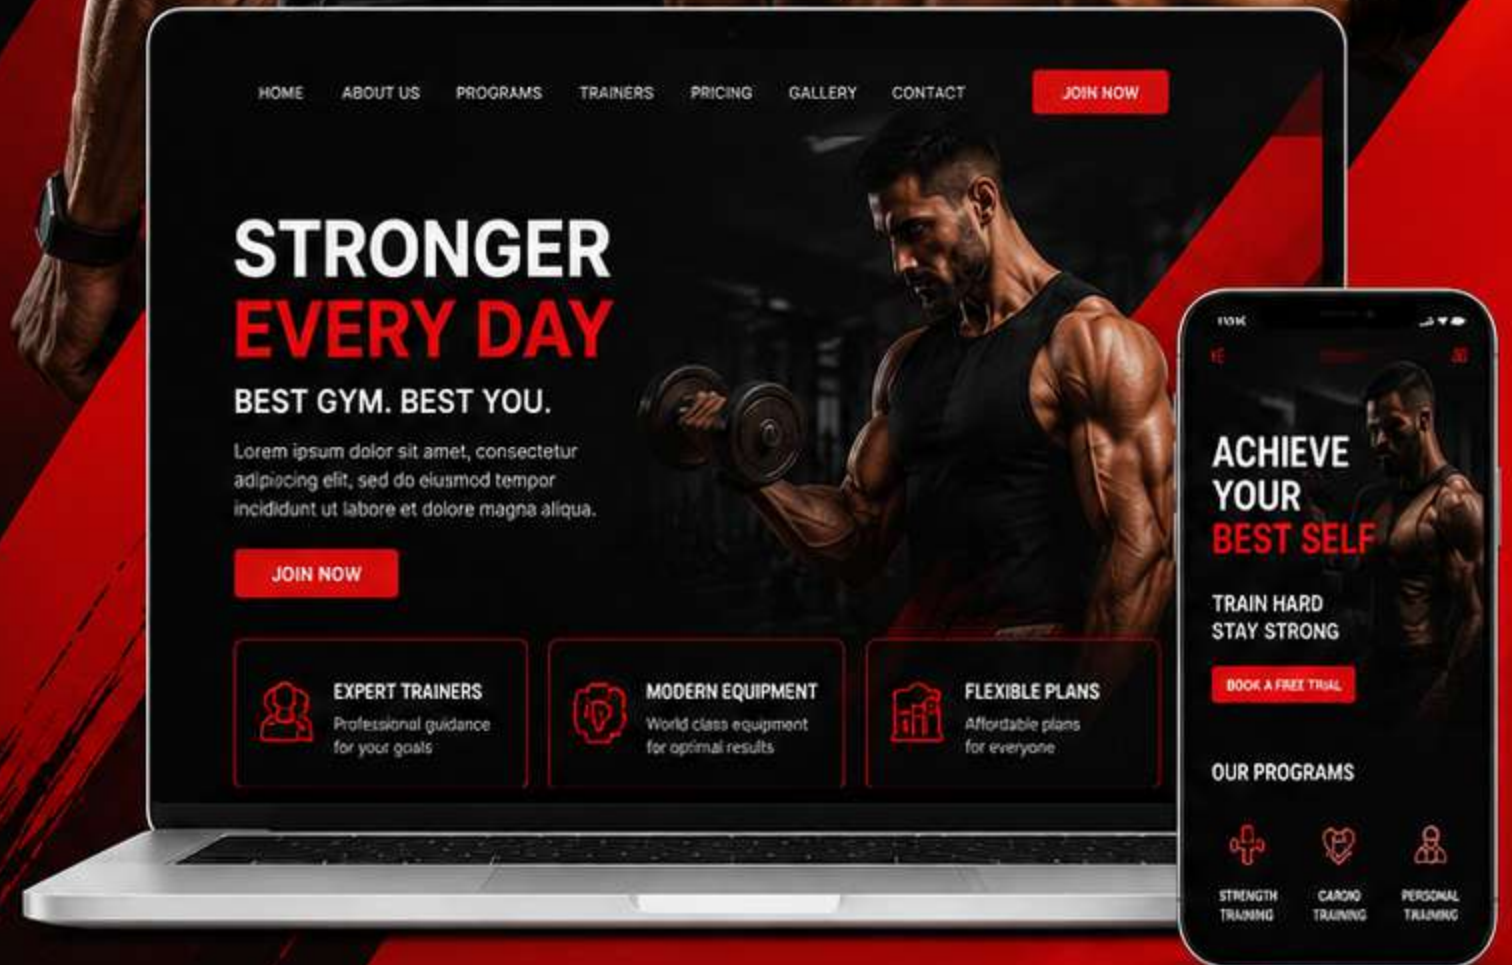 HOME ABOUT US PROGRAMS TRAINERS PRICING GALLERY CONTACT JOIN NOW
STRONGER
EVERY DAY
BEST GYM. BEST YOU.
Lorem ipsum dolor sit amet, consectetur
adipiscing elit, sed do eiusmod tempor
incididunt ut labore et dolore magna aliqua.
JOIN NOW
EXPERT TRAINERS
Professional guidance
for your goals
MODERN EQUIPMENT
World class equipment
for optimal results
FLEXIBLE PLANS
Affordable plans
for everyone
ACHIEVE
YOUR
BEST SELF
TRAIN HARD
STAY STRONG
BOOK A FREE TRIAL
OUR PROGRAMS
STRENGTH
TRAINING
CARDIO
TRAINING
PERSONAL
TRAINING